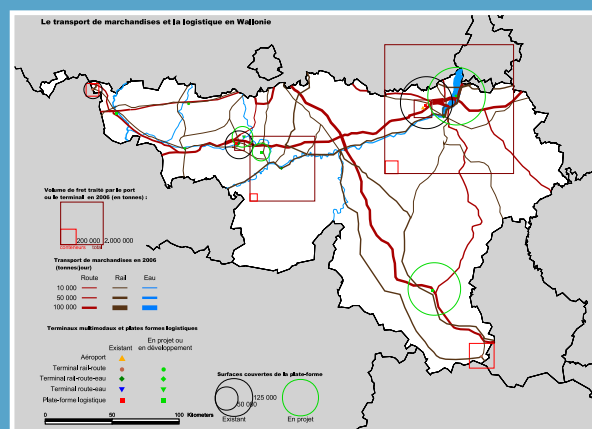 Le transport de marchandises et la logistique en Wallonie
Volume de fret traité par le port
ou le terminal en 2006 (en tonnes) :
200 000 2.000 000
conteneurs total
Transport de marchandises en 2006
(tonnes/jour)
Route Rail Eau
10 000
50 000
100 000
Terminaux multimodaux et plates formes logistiques
Existant En projet ou
en développement
Aéroport
Terminal rail-route
Terminal rail-route-eau
Terminal route-eau
Plate-forme logistique
Surfaces couvertes de la plate-forme
125 000
50 000
Existant En projet
0 50 100 Kilometers